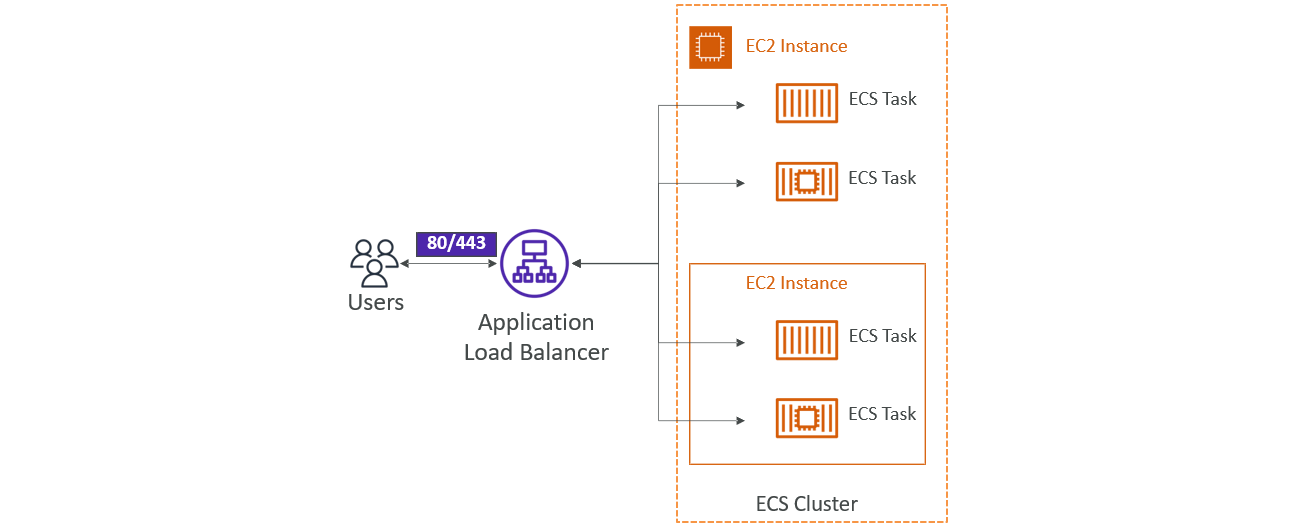 EC2 Instance
ECS Task
ECS Task
80/443
Users
Application
Load Balancer
EC2 Instance
ECS Task
ECS Task
ECS Cluster